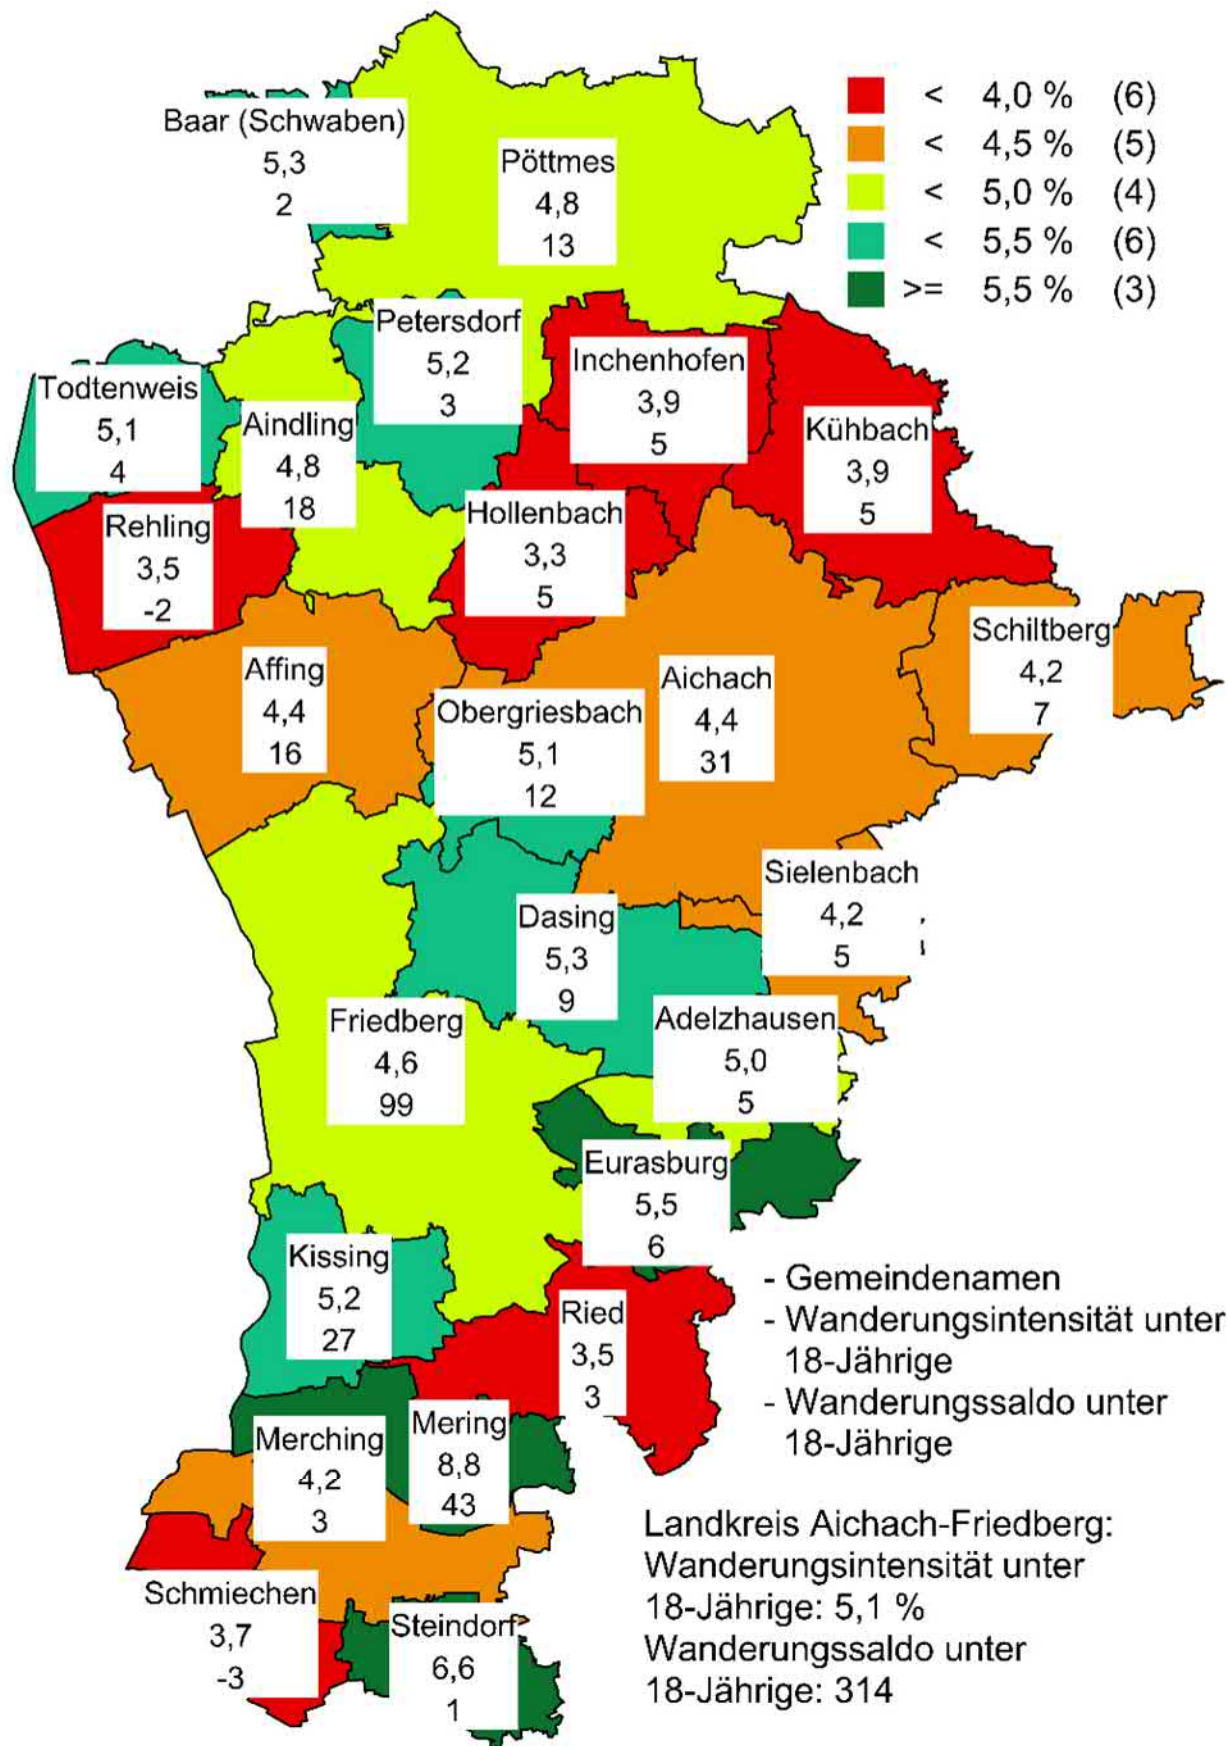 < 4,0 % (6)
< 4,5 % (5)
< 5,0 % (4)
< 5,5 % (6)
>= 5,5 % (3)
Baar (Schwaben)
5,3
2
Pöttmes
4,8
13
Petersdorf
5,2
3
Inchenhofen
3,9
5
Todtenweis
5,1
4
Aindling
4,8
18
Kühbach
3,9
5
Rehling
3,5
-2
Hollenbach
3,3
5
Schiltberg
4,2
7
Affing
4,4
16
Aichach
4,4
31
Obergriesbach
5,1
12
Sielenbach
4,2
5
Dasing
5,3
9
Friedberg
4,6
99
Adelzhausen
5,0
5
Eurasburg
5,5
6
Kissing
5,2
27
Ried
3,5
3
Merching
4,2
3
Mering
8,8
43
Schmiechen
3,7
-3
Steindorf
6,6
1
- Gemeindenamen
- Wanderungsintensität unter
18-Jährige
- Wanderungssaldo unter
18-Jährige
Landkreis Aichach-Friedberg:
Wanderungsintensität unter
18-Jährige: 5,1 %
Wanderungssaldo unter
18-Jährige: 314